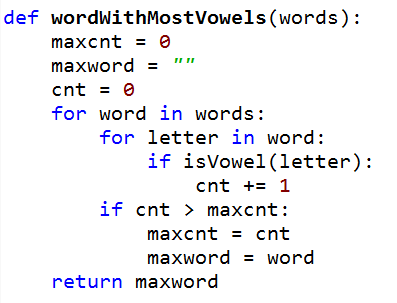 def wordWithMostVowels(words):
    maxcnt = 0
    maxword = ""
    cnt = 0
    for word in words:
        for letter in word:
            if isVowel(letter):
                cnt += 1
        if cnt > maxcnt:
            maxcnt = cnt
            maxword = word
    return maxword